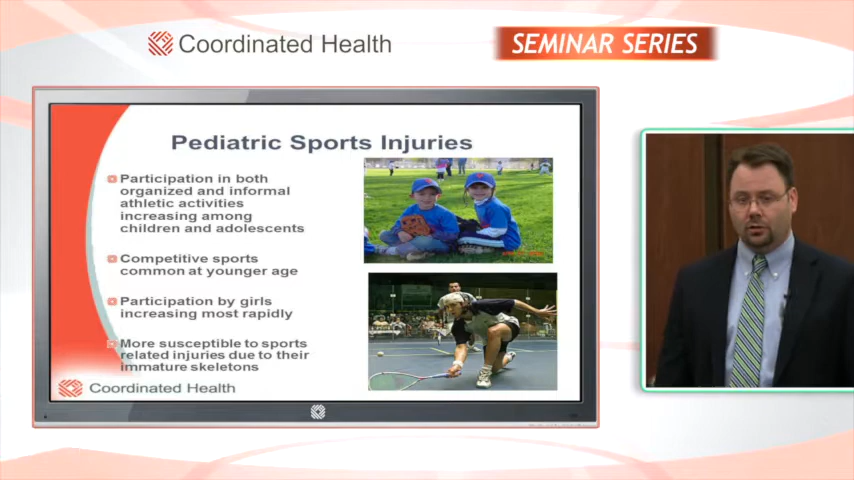 Coordinated Health
SEMINAR SERIES
Pediatric Sports Injuries
Participation in both
organized and informal
athletic activities
increasing among
children and adolescents
Competitive sports
common at younger age
Participation by girls
increasing most rapidly
More susceptible to sports
related injuries due to their
immature skeletons
Coordinated Health